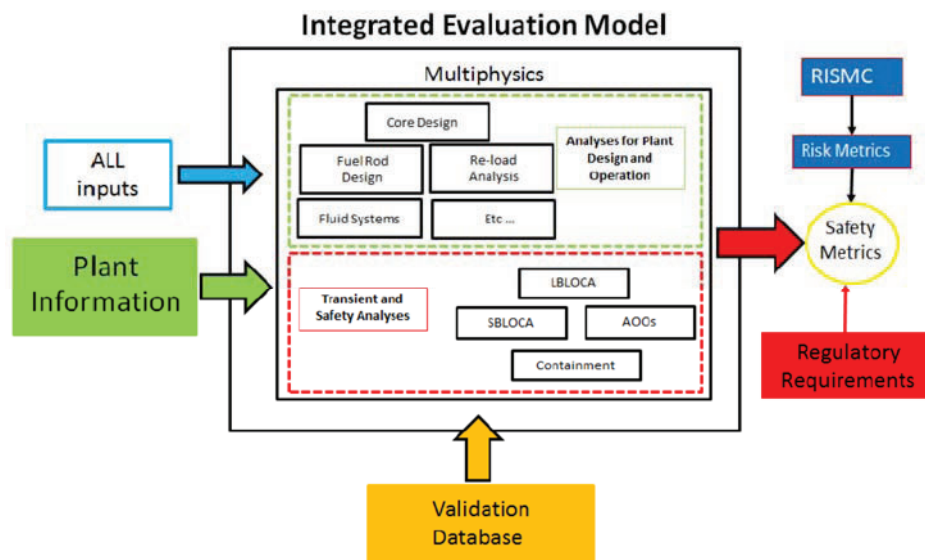 Integrated Evaluation Model
Multiphysics
Core Design
Fuel Rod
Design
Re-load
Analysis
Analyses for Plant
Design and
Operation
Fluid Systems
Etc ...
ALL
inputs
Plant
Information
Transient and
Safety Analyses
LBLOCA
SBLOCA
AOOs
Containment
RISMC
Risk Metrics
Safety
Metrics
Regulatory
Requirements
Validation
Database